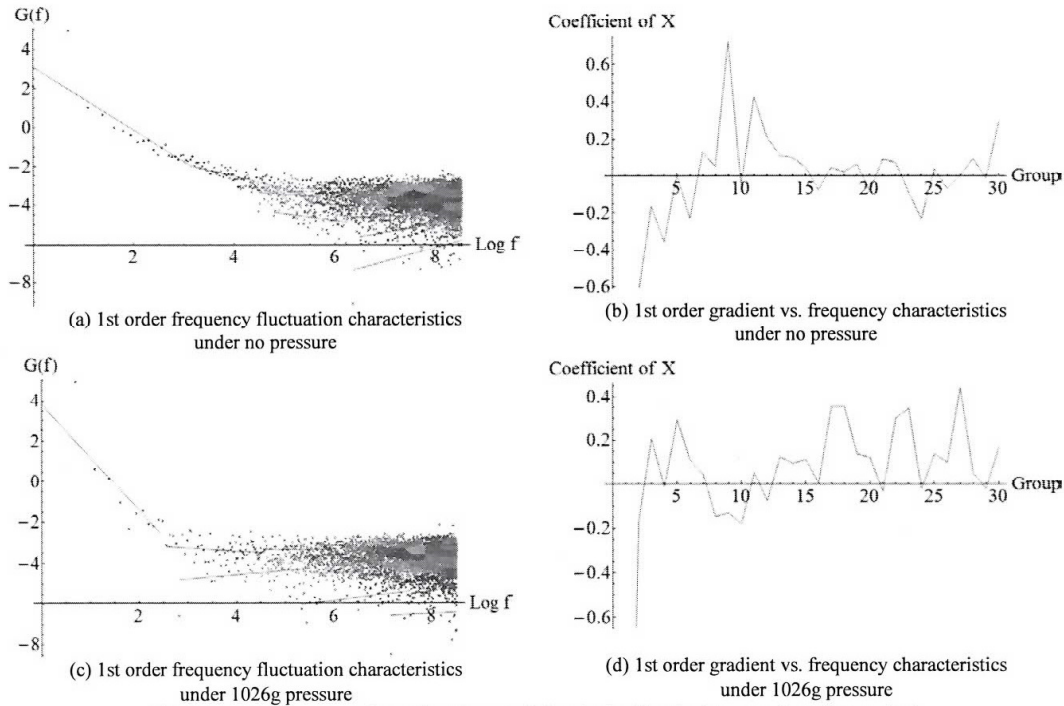 G(f)
4
2
0
−2
−4
−8
2
4
6
8
Log f
(a) 1st order frequency fluctuation characteristics
under no pressure
Coefficient of X
0.6
0.4
0.2
−0.2
−0.4
−0.6
5
10
15
20
25
30
Group
(b) 1st order gradient vs. frequency characteristics
under no pressure
G(f)
4
2
0
−2
−4
−8
2
4
6
8
Log f
(c) 1st order frequency fluctuation characteristics
under 1026g pressure
Coefficient of X
0.4
0.2
−0.2
−0.4
−0.6
5
10
15
20
25
30
Group
(d) 1st order gradient vs. frequency characteristics
under 1026g pressure